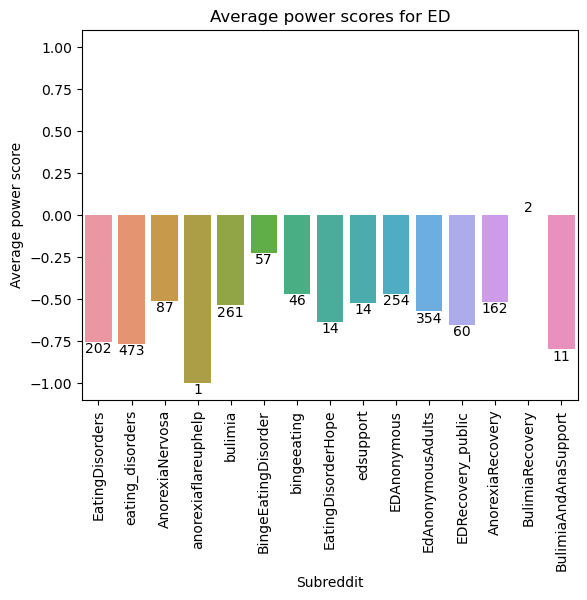 Average power scores for ED
Average power score
1.00
0.75
0.50
0.25
0.00
−0.25
−0.50
−0.75
−1.00
202
473
87
1
261
57
46
14
14
254
354
60
162
2
11
EatingDisorders
eating_disorders
AnorexiaNervosa
anorexiaflareuphelp
bulimia
BingeEatingDisorder
bingeeating
EatingDisorderHope
edsupport
EDAnonymous
EdAnonymousAdults
EDRecovery_public
AnorexiaRecovery
BulimiaRecovery
BulimiaAndAnaSupport
Subreddit